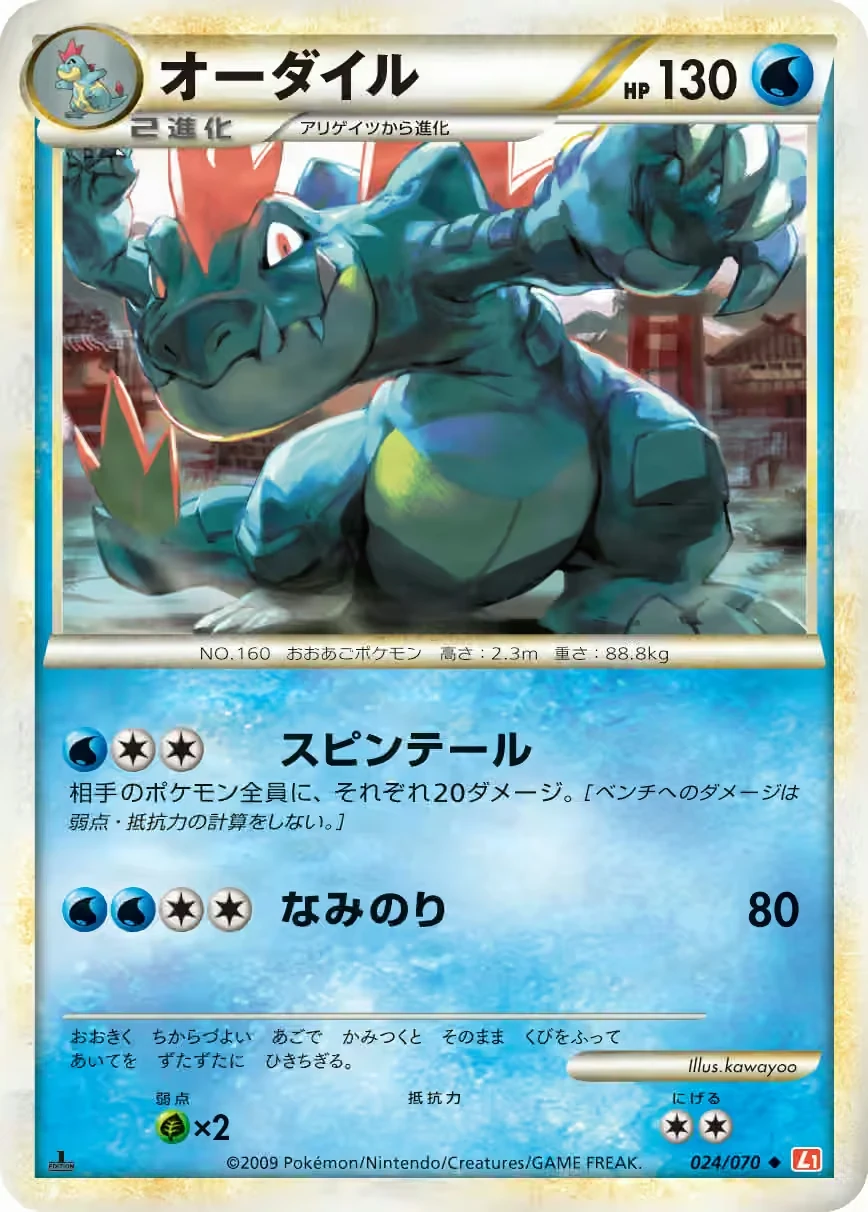 オーダイル
HP 130
2進化
アリゲイツから進化
NO.160 おおあごポケモン 高さ:2.3m 重さ:88.8kg
スピンテール
相手のポケモン全員に、それぞれ20ダメージ。[ベンチへのダメージは
弱点・抵抗力の計算をしない。]
なみのり 80
おおきく ちからづよい あごで かみつくと そのまま くびをふって
あいてを ずたずたに ひきちぎる。
Illus.kawayoo
弱点 抵抗力 にげる
×2
1 EDITION
©2009 Pokémon/Nintendo/Creatures/GAME FREAK.
024/070 ◆ L1